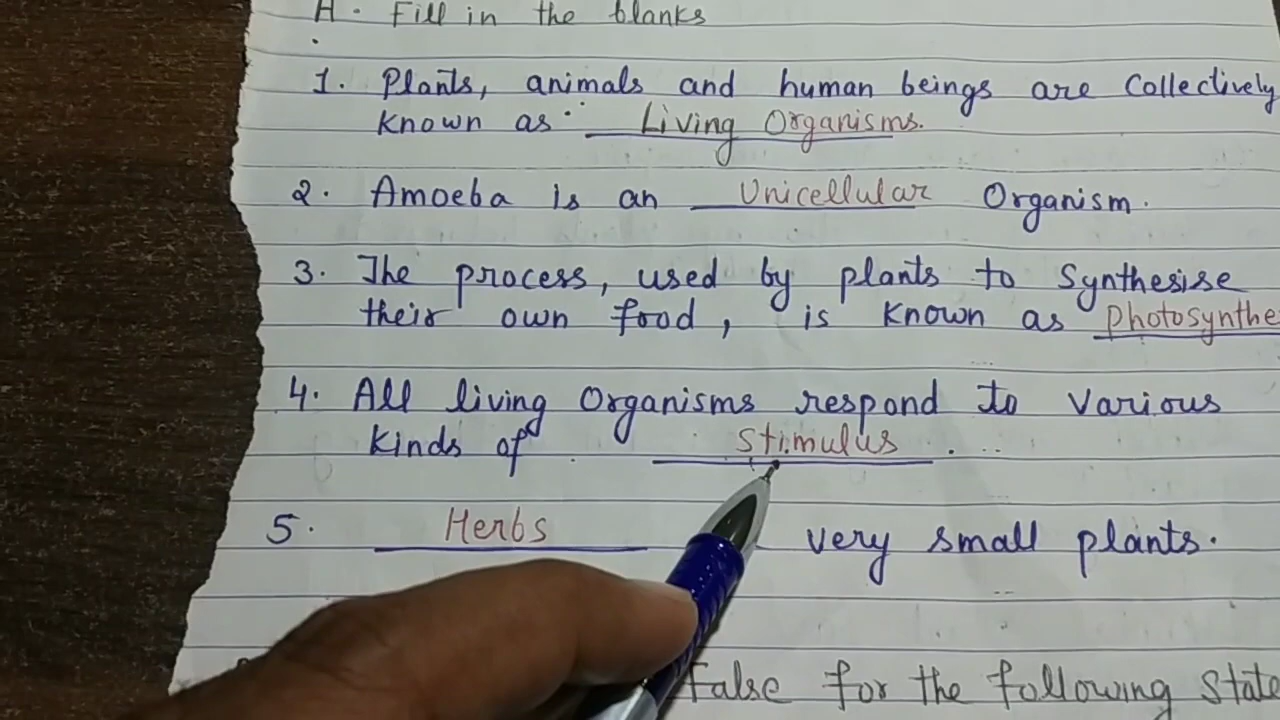 A. Fill in the blanks
1. Plants, animals and human beings are Collectively
known as Living Organisms.
2. Amoeba is an Unicellular Organism.
3. The process, used by plants to Synthesise
their own food, is known as Photosynthe
4. All living Organisms respond to various
kinds of Stimulus.
5. Herbs very small plants.
False for the following State